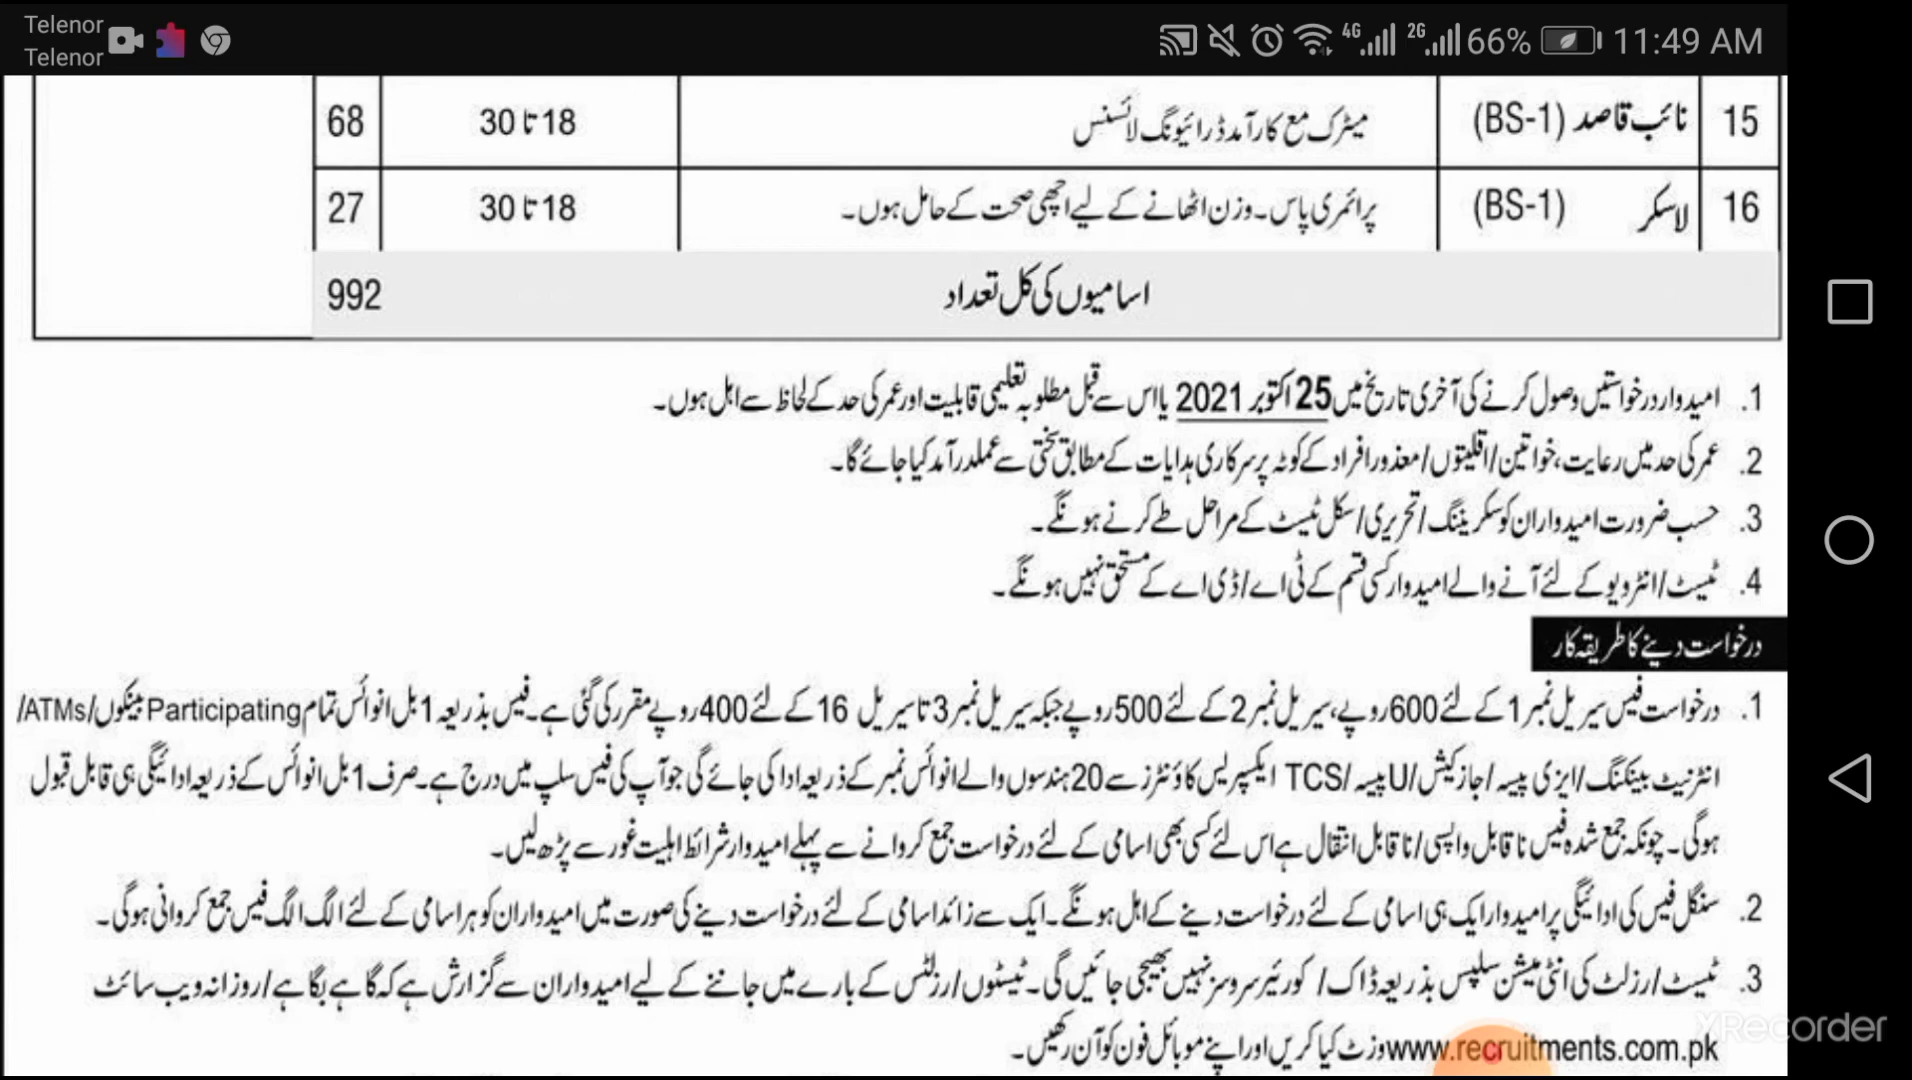 Telenor
Telenor
4G 2G 66% 11:49 AM
15 نائب قاصد (BS-1) میٹرک مع کارآمد ڈرائیونگ لائسنس 18 تا 30 68
16 لاسکر (BS-1) پرائمری پاس۔ وزن اٹھانے کے لیے اچھی صحت کے حامل ہوں۔ 18 تا 30 27
اسامیوں کی کل تعداد 992
1. امیدوار درخواستیں وصول کرنے کی آخری تاریخ میں 25 اکتوبر 2021 یا اس سے قبل مطلوبہ تعلیمی قابلیت اور عمر کی حد کے لحاظ سے اہل ہوں۔
2. عمر کی حد میں رعایت، خواتین/اقلیتوں/معذور افراد کے کوٹہ پر سرکاری ہدایات کے مطابق سختی سے عملدرآمد کیا جائے گا۔
3. حسب ضرورت امیدواران کو سکریننگ/تحریری/سکل ٹیسٹ کے مراحل طے کرنے ہونگے۔
4. ٹیسٹ/انٹرویو کے لئے آنے والے امیدوار کسی قسم کے ٹی اے/ڈی اے کے مستحق نہیں ہونگے۔
درخواست دینے کا طریقہ کار
1. درخواست فیس سیریل نمبر 1 کے لئے 600 روپے، سیریل نمبر 2 کے لئے 500 روپے جبکہ سیریل نمبر 3 تا سیریل 16 کے لئے 400 روپے مقرر کی گئی ہے۔ فیس بذریعہ 1 بل انوائس تمام Participating بینکوں/ATMs/
انٹرنیٹ بینکنگ/ایزی پیسہ/جاز کیش/U پیسہ/TCS ایکسپریس کاؤنٹرز سے 20 ہندسوں والے انوائس نمبر کے ذریعہ ادا کی جائے گی جو آپ کی فیس سلپ میں درج ہے۔ صرف 1 بل انوائس کے ذریعہ ادائیگی ہی قابل قبول
ہوگی۔ چونکہ جمع شدہ فیس ناقابل واپسی/ناقابل انتقال ہے اس لئے کسی بھی اسامی کے لئے درخواست جمع کروانے سے پہلے امیدوار شرائط اہلیت غور سے پڑھ لیں۔
2. سنگل فیس کی ادائیگی پر امیدوار ایک ہی اسامی کے لئے درخواست دینے کے اہل ہونگے۔ ایک سے زائد اسامی کے لئے درخواست دینے کی صورت میں امیدواران کو ہر اسامی کے لئے الگ الگ فیس جمع کروانی ہوگی۔
3. ٹیسٹ/رزلٹ کی انٹی میشن سلپس بذریعہ ڈاک/کورئیر سروسز نہیں بھیجی جائیں گی۔ ٹیسٹوں/رزلٹس کے بارے میں جاننے کے لیے امیدواران سے گزارش ہے کہ گاہے بگاہے/روزانہ ویب سائٹ
www.recruitments.com.pk وزٹ کیا کریں اور اپنے موبائل فون کو آن رکھیں۔
XRecorder